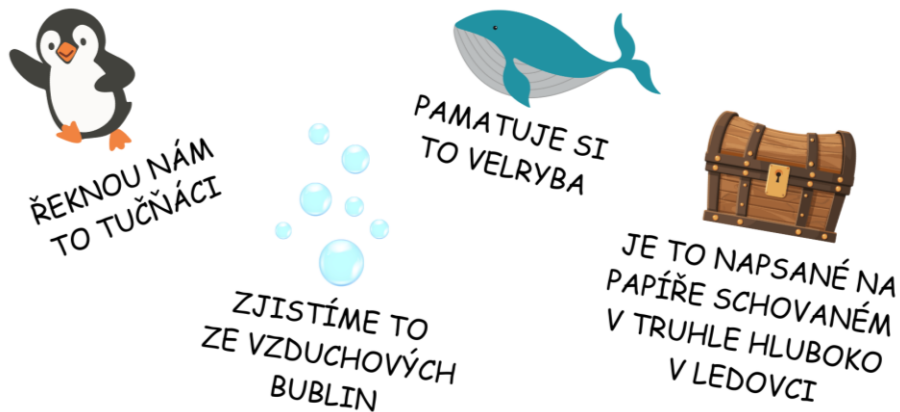 ŘEKNOU NÁM
TO TUČŇÁCI
ZJISTÍME TO
ZE VZDUCHOVÝCH
BUBLIN
PAMATUJE SI
TO VELRYBA
JE TO NAPSANÉ NA
PAPÍŘE SCHOVANÉM
V TRUHLE HLUBOKO
V LEDOVCI